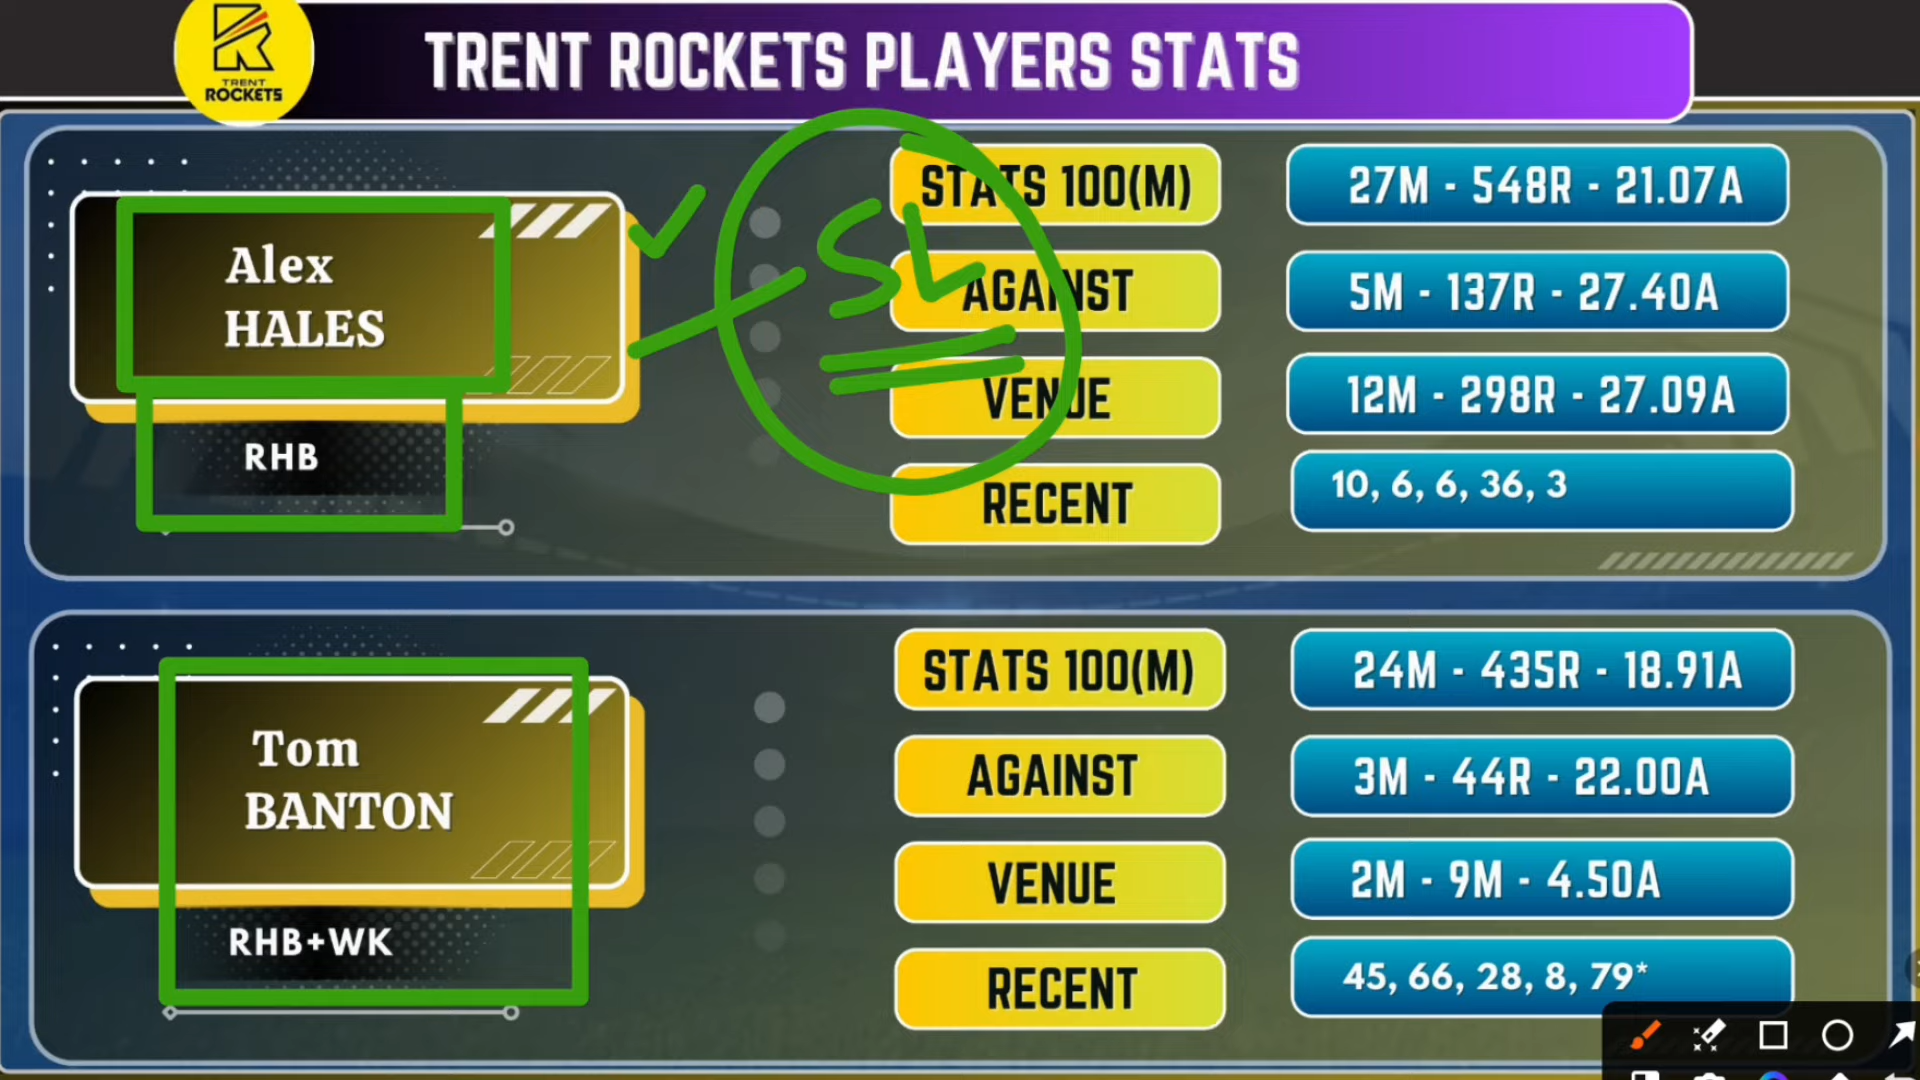 TRENT
ROCKETS
TRENT ROCKETS PLAYERS STATS
Alex
HALES
RHB
SL
STATS 100(M)
27M - 548R - 21.07A
AGAINST
5M - 137R - 27.40A
VENUE
12M - 298R - 27.09A
RECENT
10, 6, 6, 36, 3
Tom
BANTON
RHB+WK
STATS 100(M)
24M - 435R - 18.91A
AGAINST
3M - 44R - 22.00A
VENUE
2M - 9M - 4.50A
RECENT
45, 66, 28, 8, 79*